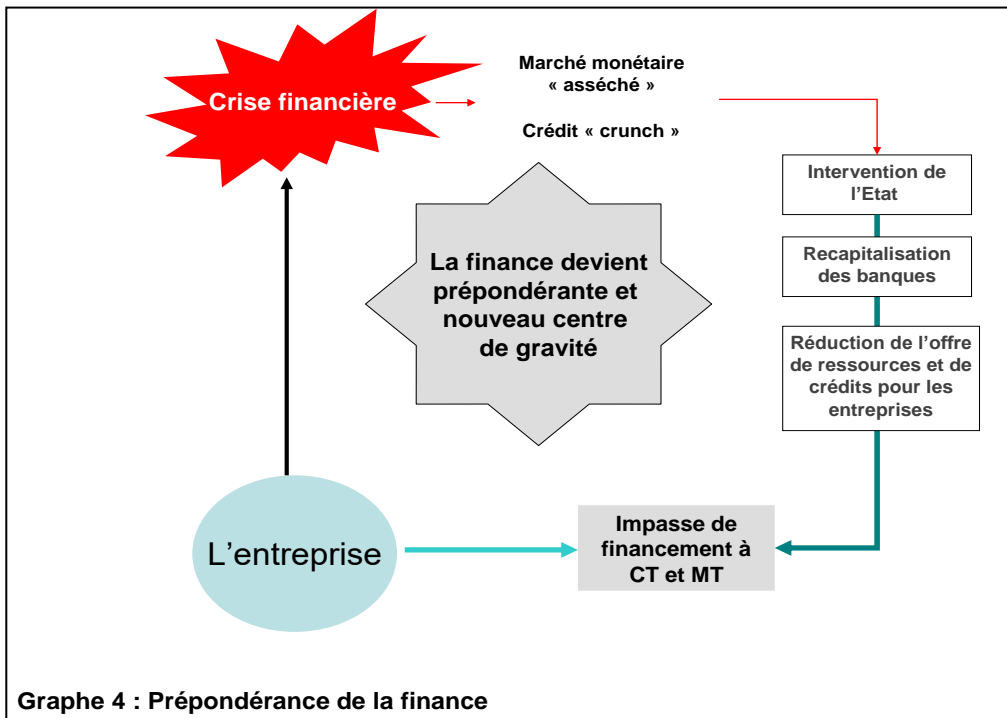 Crise financière
Marché monétaire
« asséché »
Crédit « crunch »
Intervention de
l’Etat
Recapitalisation
des banques
Réduction de l’offre
de ressources et de
crédits pour les
entreprises
La finance devient
prépondérante et
nouveau centre
de gravité
L’entreprise
Impasse de
financement à
CT et MT
Graphe 4 : Prépondérance de la finance